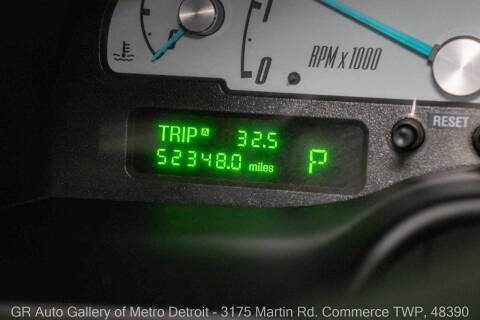 0
RPM x 1000
RESET
TRIP A 32.5
52348.0 miles
P
GR Auto Gallery of Metro Detroit - 3175 Martin Rd. Commerce TWP, 48390